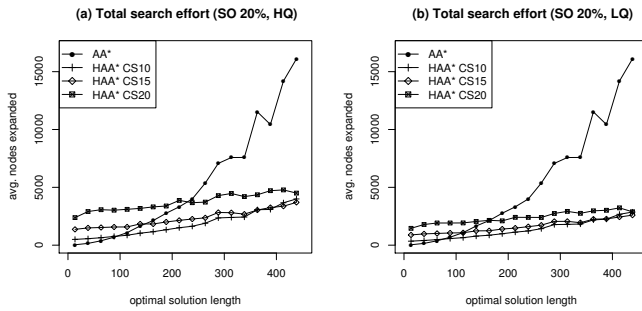 (a) Total search effort (SO 20%, HQ)
avg. nodes expanded
0 5000 10000 15000
AA*
HAA* CS10
HAA* CS15
HAA* CS20
0 100 200 300 400
optimal solution length
(b) Total search effort (SO 20%, LQ)
avg. nodes expanded
0 5000 10000 15000
AA*
HAA* CS10
HAA* CS15
HAA* CS20
0 100 200 300 400
optimal solution length